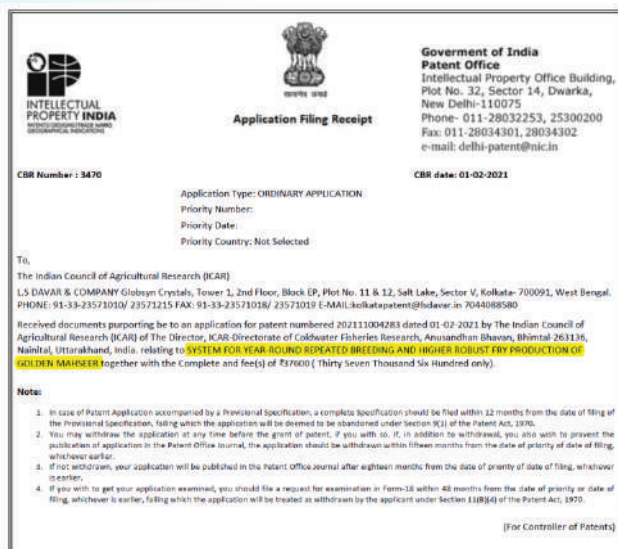 INTELLECTUAL
PROPERTY INDIA
PATENTS|DESIGNS|TRADE MARKS
GEOGRAPHICAL INDICATIONS
सत्यमेव जयते
Application Filing Receipt
Goverment of India
Patent Office
Intellectual Property Office Building,
Plot No. 32, Sector 14, Dwarka,
New Delhi-110075
Phone- 011-28032253, 25300200
Fax: 011-28034301, 28034302
e-mail: delhi-patent@nic.in
CBR Number : 3470
CBR date: 01-02-2021
Application Type: ORDINARY APPLICATION
Priority Number:
Priority Date:
Priority Country: Not Selected
To,
The Indian Council of Agricultural Research (ICAR)
L.S DAVAR & COMPANY Globsyn Crystals, Tower 1, 2nd Floor, Block EP, Plot No. 11 & 12, Salt Lake, Sector V, Kolkata- 700091, West Bengal.
PHONE: 91-33-23571010/ 23571215 FAX: 91-33-23571018/ 23571019 E-MAIL:kolkatapatent@lsdavar.in 7044088580
Received documents purporting be to an application for patent numbered 202111004283 dated 01-02-2021 by The Indian Council of
Agricultural Research (ICAR) of The Director, ICAR-Directorate of Coldwater Fisheries Research, Anusandhan Bhavan, Bhimtal-263136,
Nainital, Uttarakhand, India. relating to SYSTEM FOR YEAR-ROUND REPEATED BREEDING AND HIGHER ROBUST FRY PRODUCTION OF
GOLDEN MAHSEER together with the Complete and fee(s) of ₹37600 ( Thirty Seven Thousand Six Hundred only).
Note:
1. In case of Patent Application accompanied by a Provisional Specification, a complete Specification should be filed within 12 months from the date of filing of
the Provisional Specification, failing which the application will be deemed to be abandoned under Section 9(1) of the Patent Act, 1970.
2. You may withdraw the application at any time before the grant of patent, if you with so. If, in addition to withdrawal, you also wish to prevent the
publication of application in the Patent Office Journal, the application should be withdrawn within fifteen months from the date of priority of date of filing,
whichever earlier.
3. If not withdrawn, your application will be published in the Patent Office Journal after eighteen months from the date of priority of date of filing, whichever
is earlier.
4. If you with to get your application examined, you should file a request for examination in Form-18 within 48 months from the date of priority or date of
filing, whichever is earlier, failing which the application will be treated as withdrawn by the applicant under Section 11(B)(4) of the Patent Act, 1970.
(For Controller of Patents)